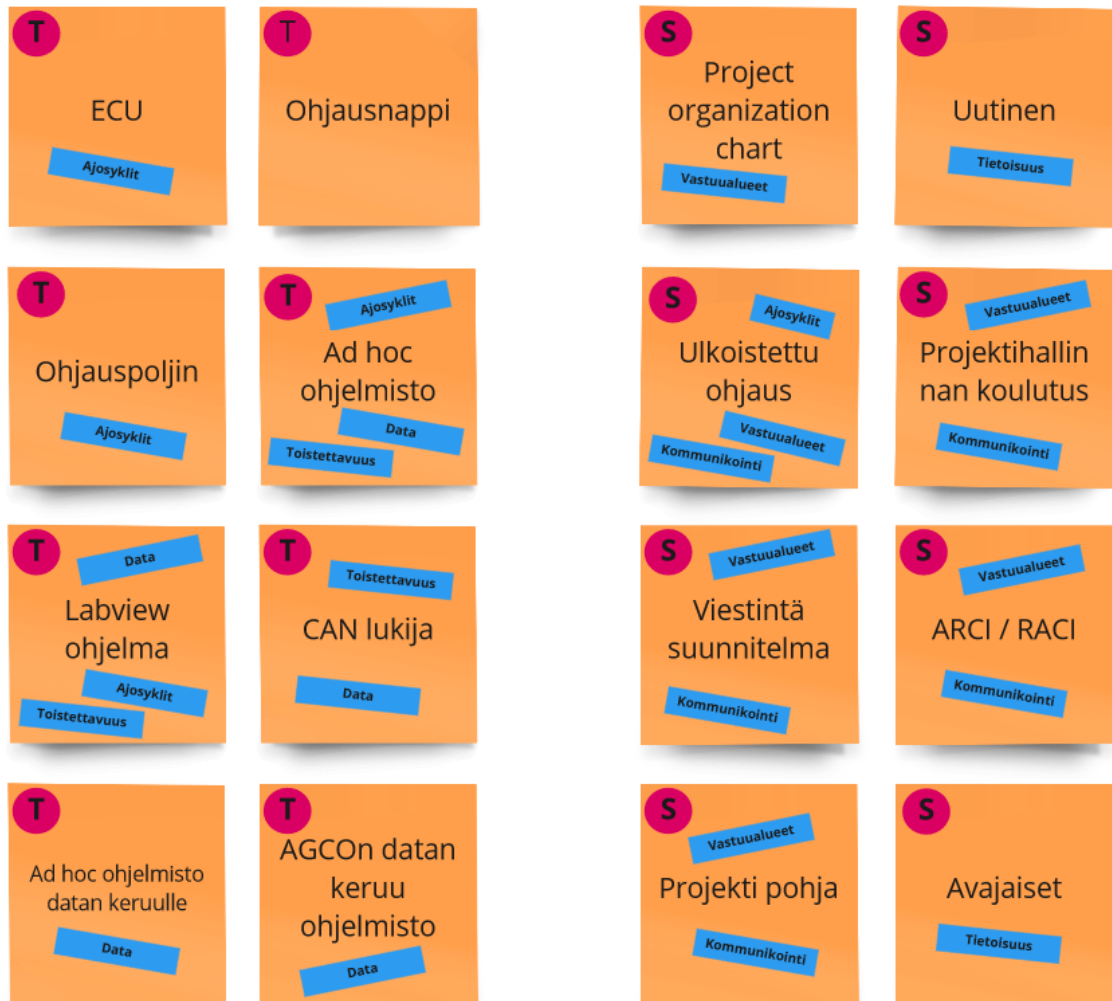 T
ECU
Ajosyklit
T
Ohjausnappi
S
Project
organization
chart
Vastuualueet
S
Uutinen
Tietoisuus
T
Ohjauspoljin
Ajosyklit
T
Ajosyklit
Ad hoc
ohjelmisto
Data
Toistettavuus
S
Ajosyklit
Ulkoistettu
ohjaus
Vastuualueet
Kommunikointi
S
Vastuualueet
Projektihallin
nan koulutus
Kommunikointi
T
Data
Labview
ohjelma
Ajosyklit
Toistettavuus
T
Toistettavuus
CAN lukija
Data
S
Vastuualueet
Viestintä
suunnitelma
Kommunikointi
S
Vastuualueet
ARCI / RACI
Kommunikointi
T
Ad hoc ohjelmisto
datan keruulle
Data
T
AGCOn datan
keruu
ohjelmisto
Data
S
Vastuualueet
Projekti pohja
Kommunikointi
S
Avajaiset
Tietoisuus